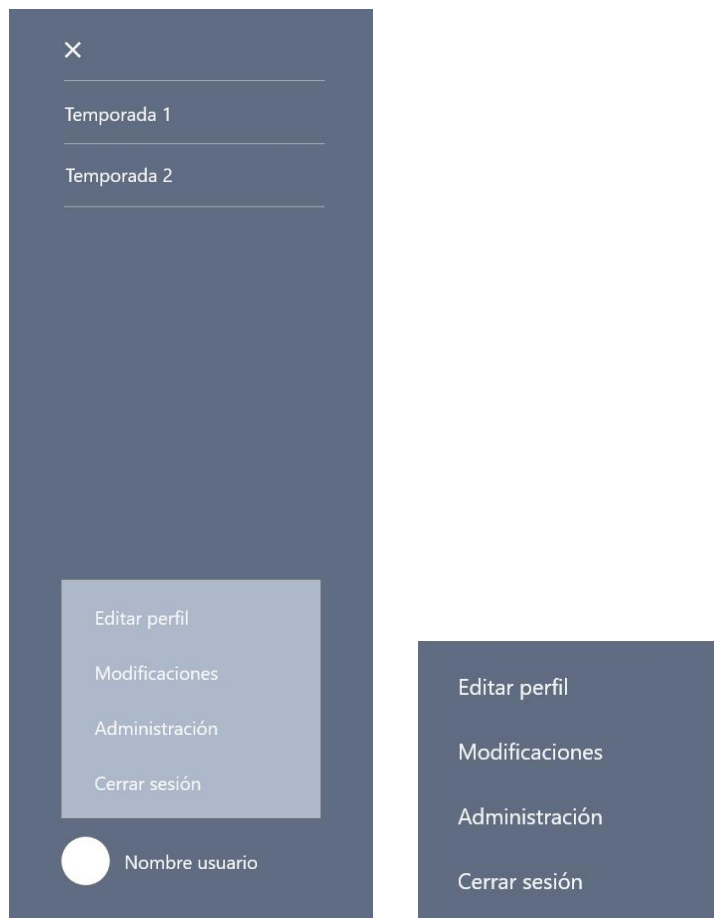 Temporada 1
Temporada 2
Editar perfil
Modificaciones
Administración
Cerrar sesión
Nombre usuario
Editar perfil
Modificaciones
Administración
Cerrar sesión